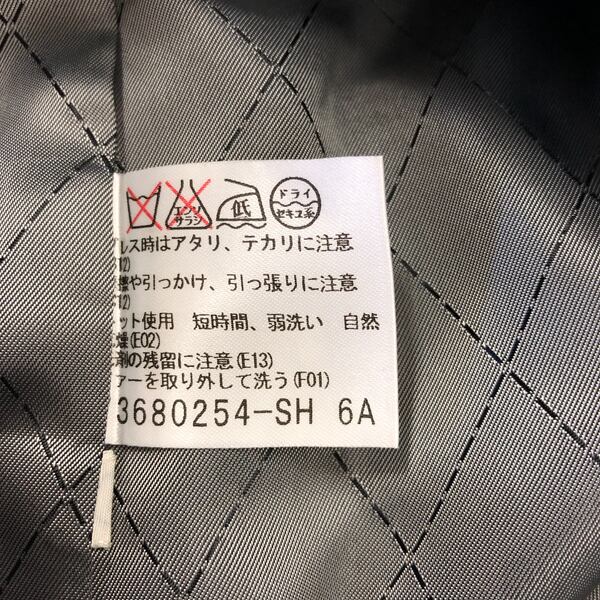 エンソ
サラシ
低
ドライ
セキユ系
レス時はアタリ、テカリに注意
や引っかけ、引っ張りに注意
ット使用 短時間、弱洗い 自然
燥(E02)
剤の残留に注意(E13)
ァーを取り外して洗う(F01)
3680254-SH 6A